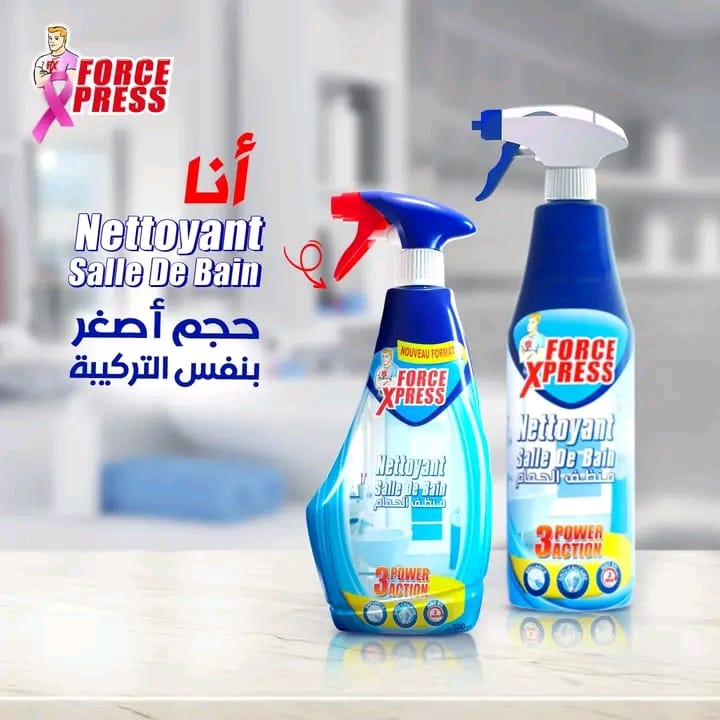 FORCE
XPRESS
أنا
Nettoyant
Salle De Bain
حجم أصغر
بنفس التركيبة
NOUVEAU FORMAT
FORCE
XPRESS
Nettoyant
Salle De Bain
منظف الحمام
3 POWER
ACTION
500
FORCE
XPRESS
Nettoyant
Salle De Bain
منظف الحمام
3 POWER
ACTION